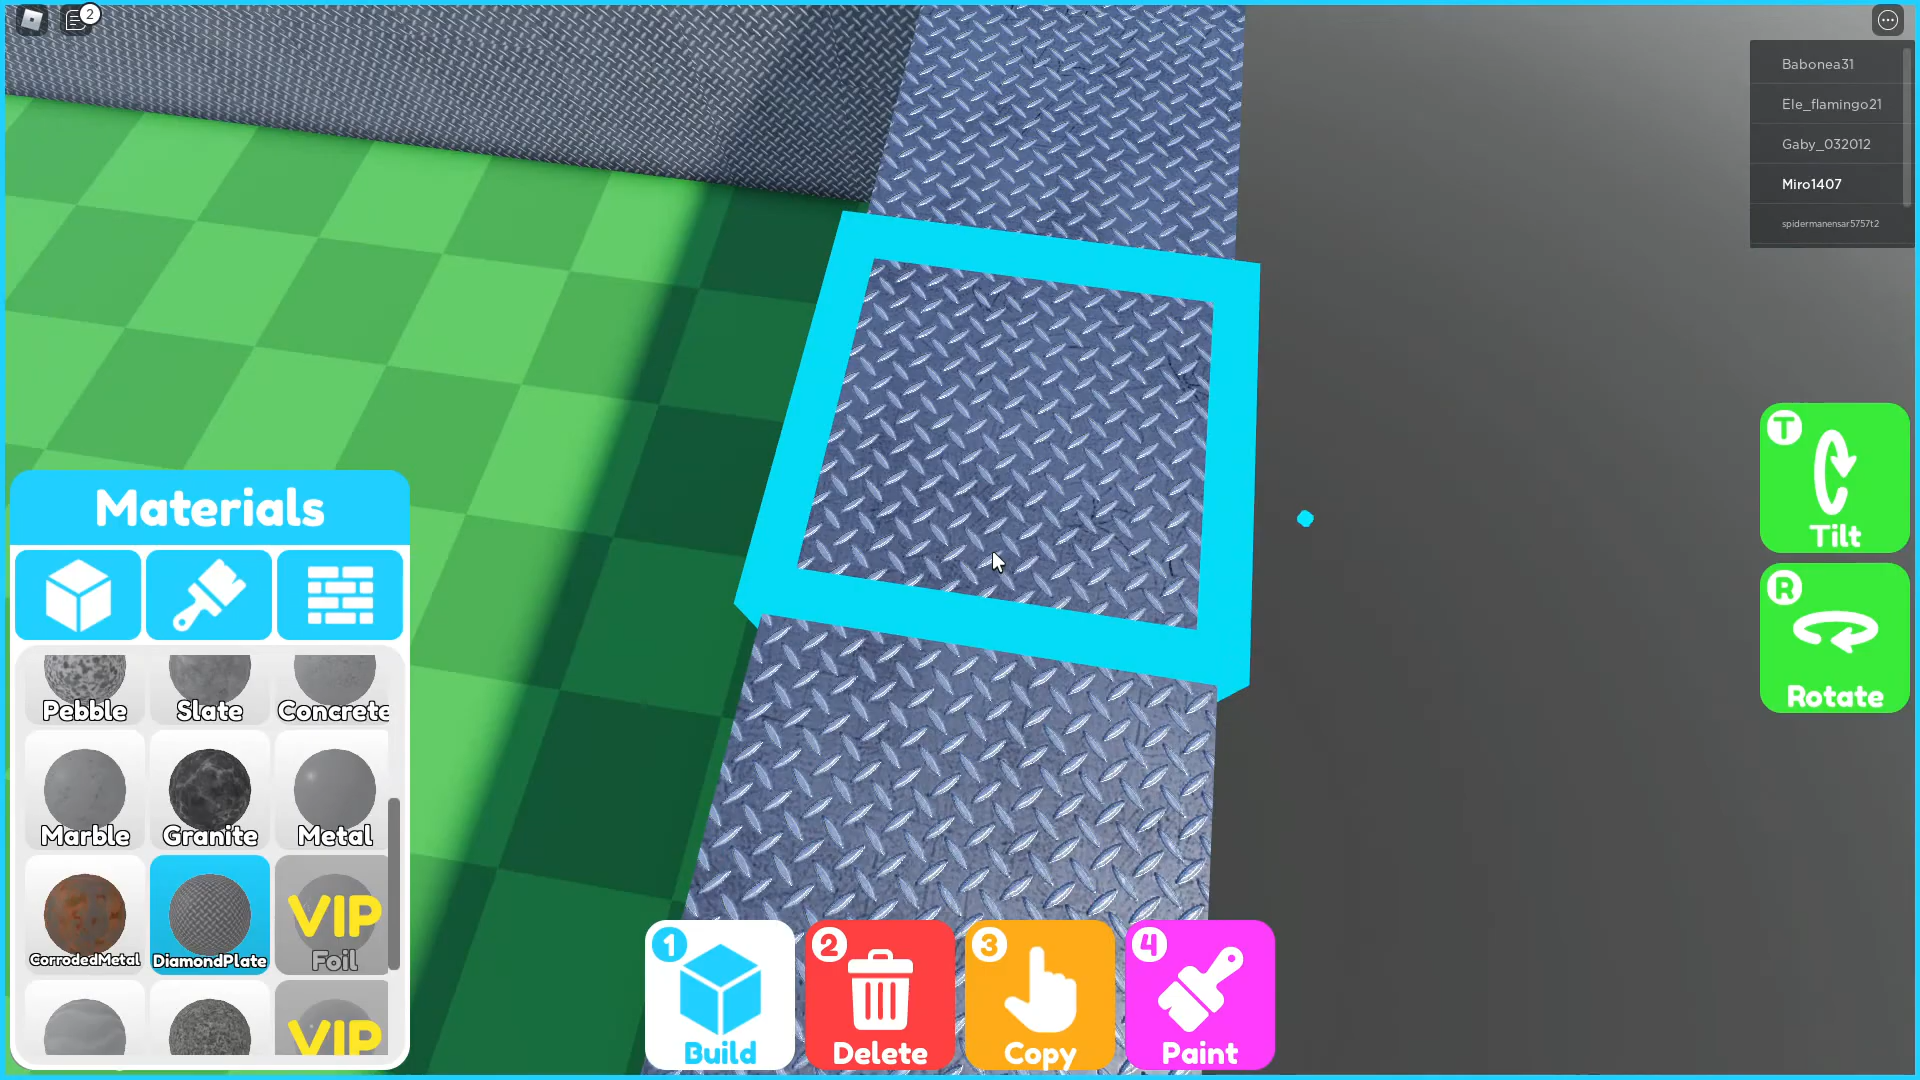 2
Babonea31
Ele_flamingo21
Gaby_032012
Miro1407
spidermanensar5757t2
T
Tilt
R
Rotate
Materials
Pebble
Slate
Concrete
Marble
Granite
Metal
CorrodedMetal
DiamondPlate
VIP
Foil
VIP
1
Build
2
Delete
3
Copy
4
Paint